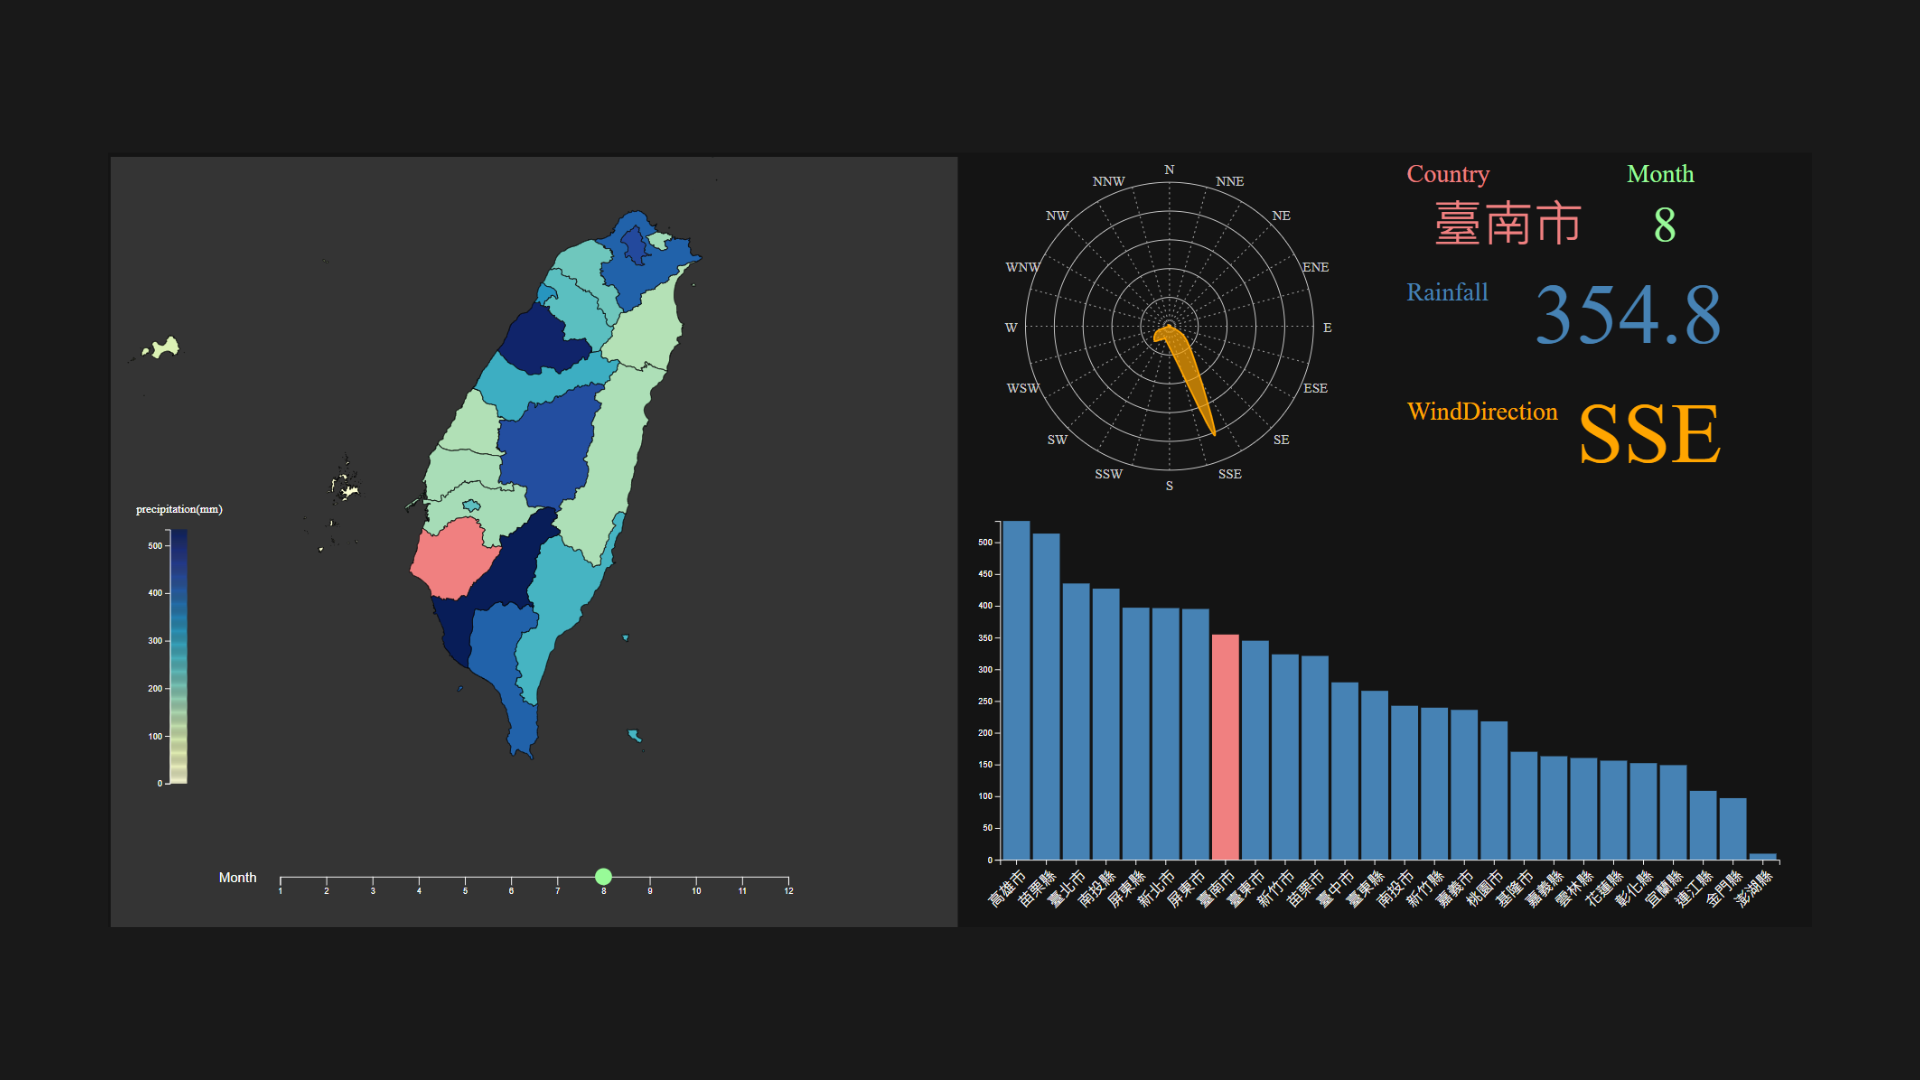 precipitation(mm)
500
400
300
200
100
0
Month
1 2 3 4 5 6 7 8 9 10 11 12
N
NNE
NE
ENE
E
ESE
SE
SSE
S
SSW
SW
WSW
W
WNW
NW
NNW
Country
臺南市
Month
8
Rainfall
354.8
WindDirection
SSE
500
450
400
350
300
250
200
150
100
50
0
高雄市
苗栗縣
臺北市
南投縣
屏東縣
新北市
屏東市
臺南市
臺東市
新竹市
苗栗市
臺中市
臺東縣
南投市
新竹縣
嘉義市
桃園市
基隆市
嘉義縣
雲林縣
花蓮縣
彰化縣
宜蘭縣
連江縣
金門縣
澎湖縣